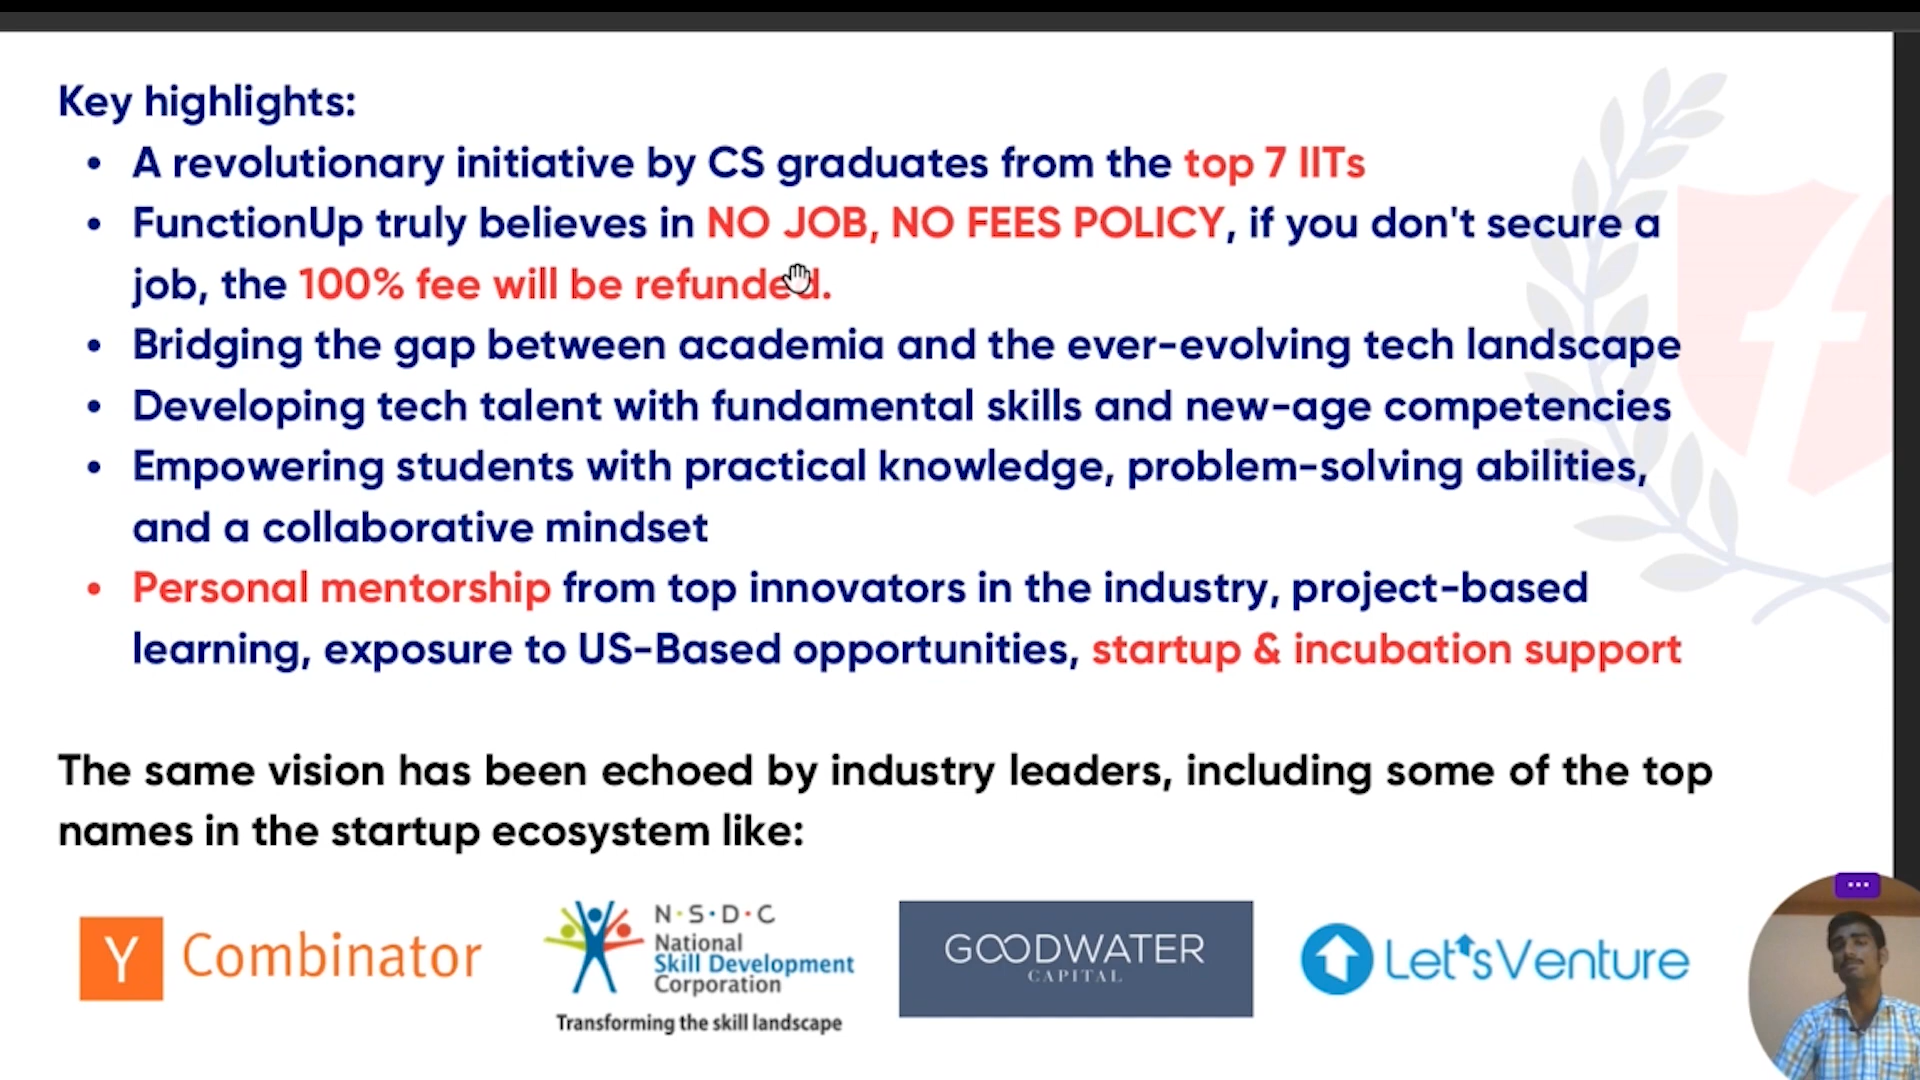 Key highlights:
• A revolutionary initiative by CS graduates from the top 7 IITs
• FunctionUp truly believes in NO JOB, NO FEES POLICY, if you don't secure a
job, the 100% fee will be refunded.
• Bridging the gap between academia and the ever-evolving tech landscape
• Developing tech talent with fundamental skills and new-age competencies
• Empowering students with practical knowledge, problem-solving abilities,
and a collaborative mindset
• Personal mentorship from top innovators in the industry, project-based
learning, exposure to US-Based opportunities, startup & incubation support
The same vision has been echoed by industry leaders, including some of the top
names in the startup ecosystem like:
Y Combinator
N·S·D·C
National
Skill Development
Corporation
Transforming the skill landscape
GOODWATER
CAPITAL
Let'sVenture